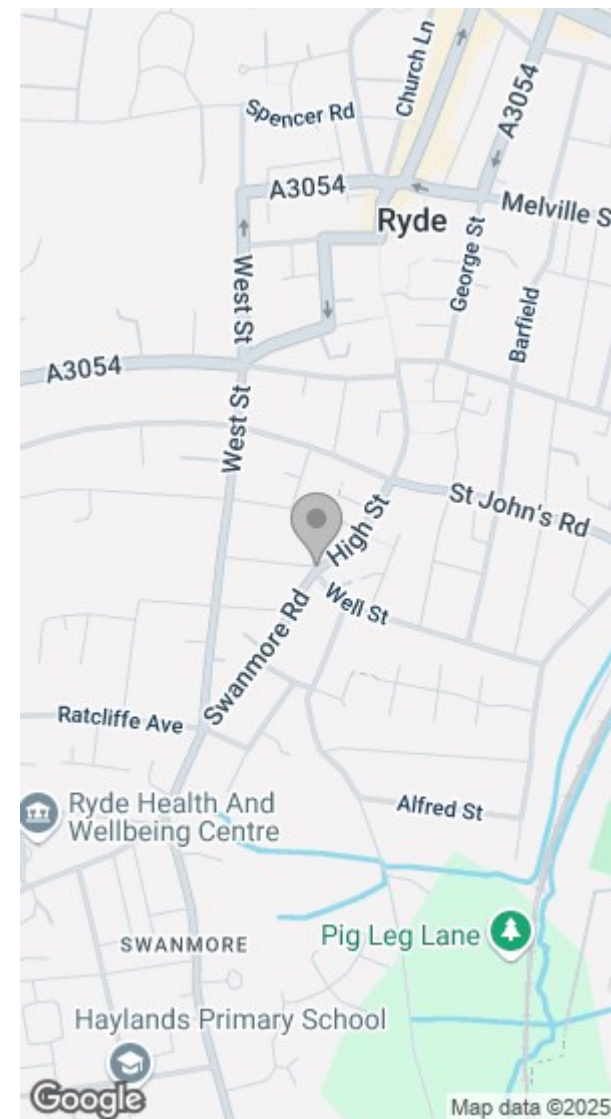 Church Ln
Spencer Rd
A3054
A3054
Melville S
Ryde
George St
Barfield
West St
A3054
West St
St John's Rd
High St
Well St
Swanmore Rd
Ratcliffe Ave
Ryde Health And
Wellbeing Centre
Alfred St
Pig Leg Lane
SWANMORE
Haylands Primary School
Google
Map data ©2025